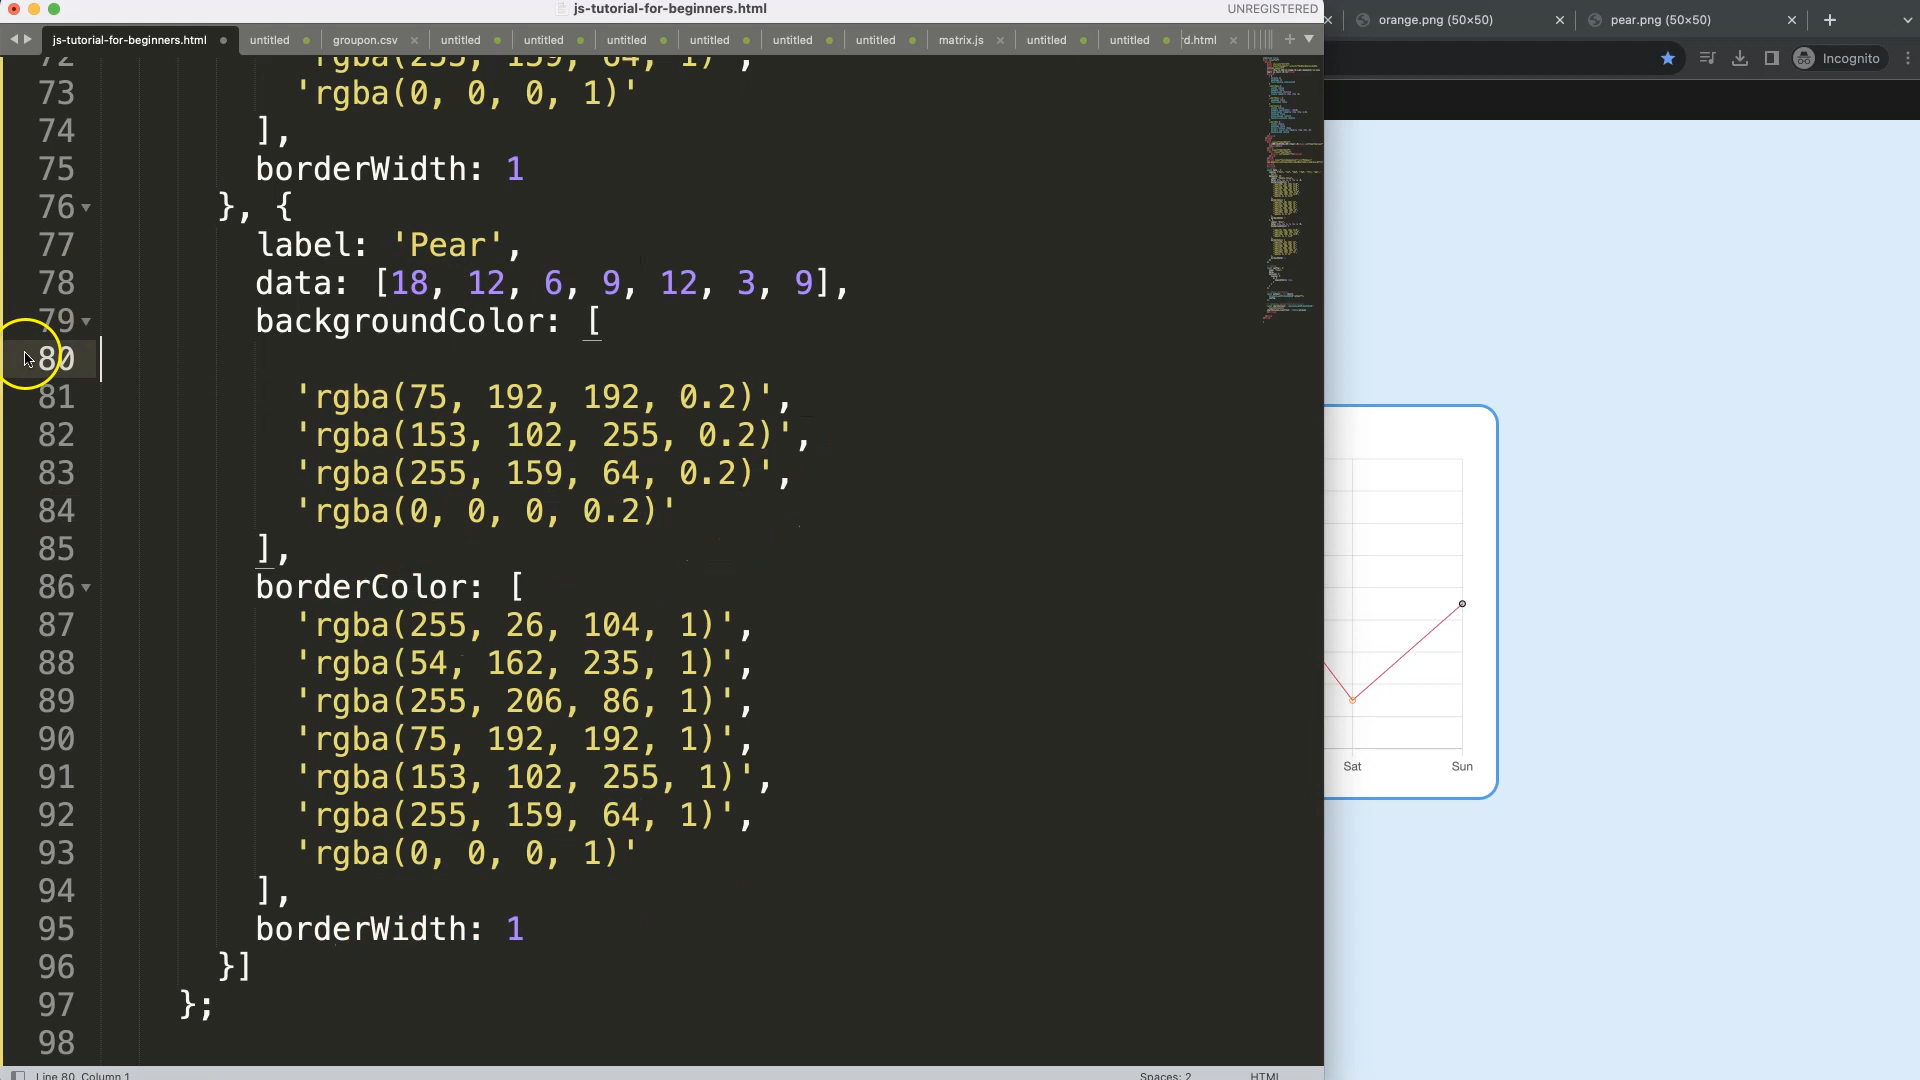 js-tutorial-for-beginners.html
UNREGISTERED
orange.png (50×50)
pear.png (50×50)
js-tutorial-for-beginners.html
untitled
groupon.csv
untitled
untitled
untitled
untitled
untitled
untitled
matrix.js
untitled
untitled
d.html
Incognito
72 'rgba(255, 159, 64, 1)',
73 'rgba(0, 0, 0, 1)'
74 ],
75 borderWidth: 1
76 }, {
77 label: 'Pear',
78 data: [18, 12, 6, 9, 12, 3, 9],
79 backgroundColor: [
80
81 'rgba(75, 192, 192, 0.2)',
82 'rgba(153, 102, 255, 0.2)',
83 'rgba(255, 159, 64, 0.2)',
84 'rgba(0, 0, 0, 0.2)'
85 ],
86 borderColor: [
87 'rgba(255, 26, 104, 1)',
88 'rgba(54, 162, 235, 1)',
89 'rgba(255, 206, 86, 1)',
90 'rgba(75, 192, 192, 1)',
91 'rgba(153, 102, 255, 1)',
92 'rgba(255, 159, 64, 1)',
93 'rgba(0, 0, 0, 1)'
94 ],
95 borderWidth: 1
96 }]
97 };
98
Sat
Sun
Line 80, Column 1
Spaces: 2
HTML